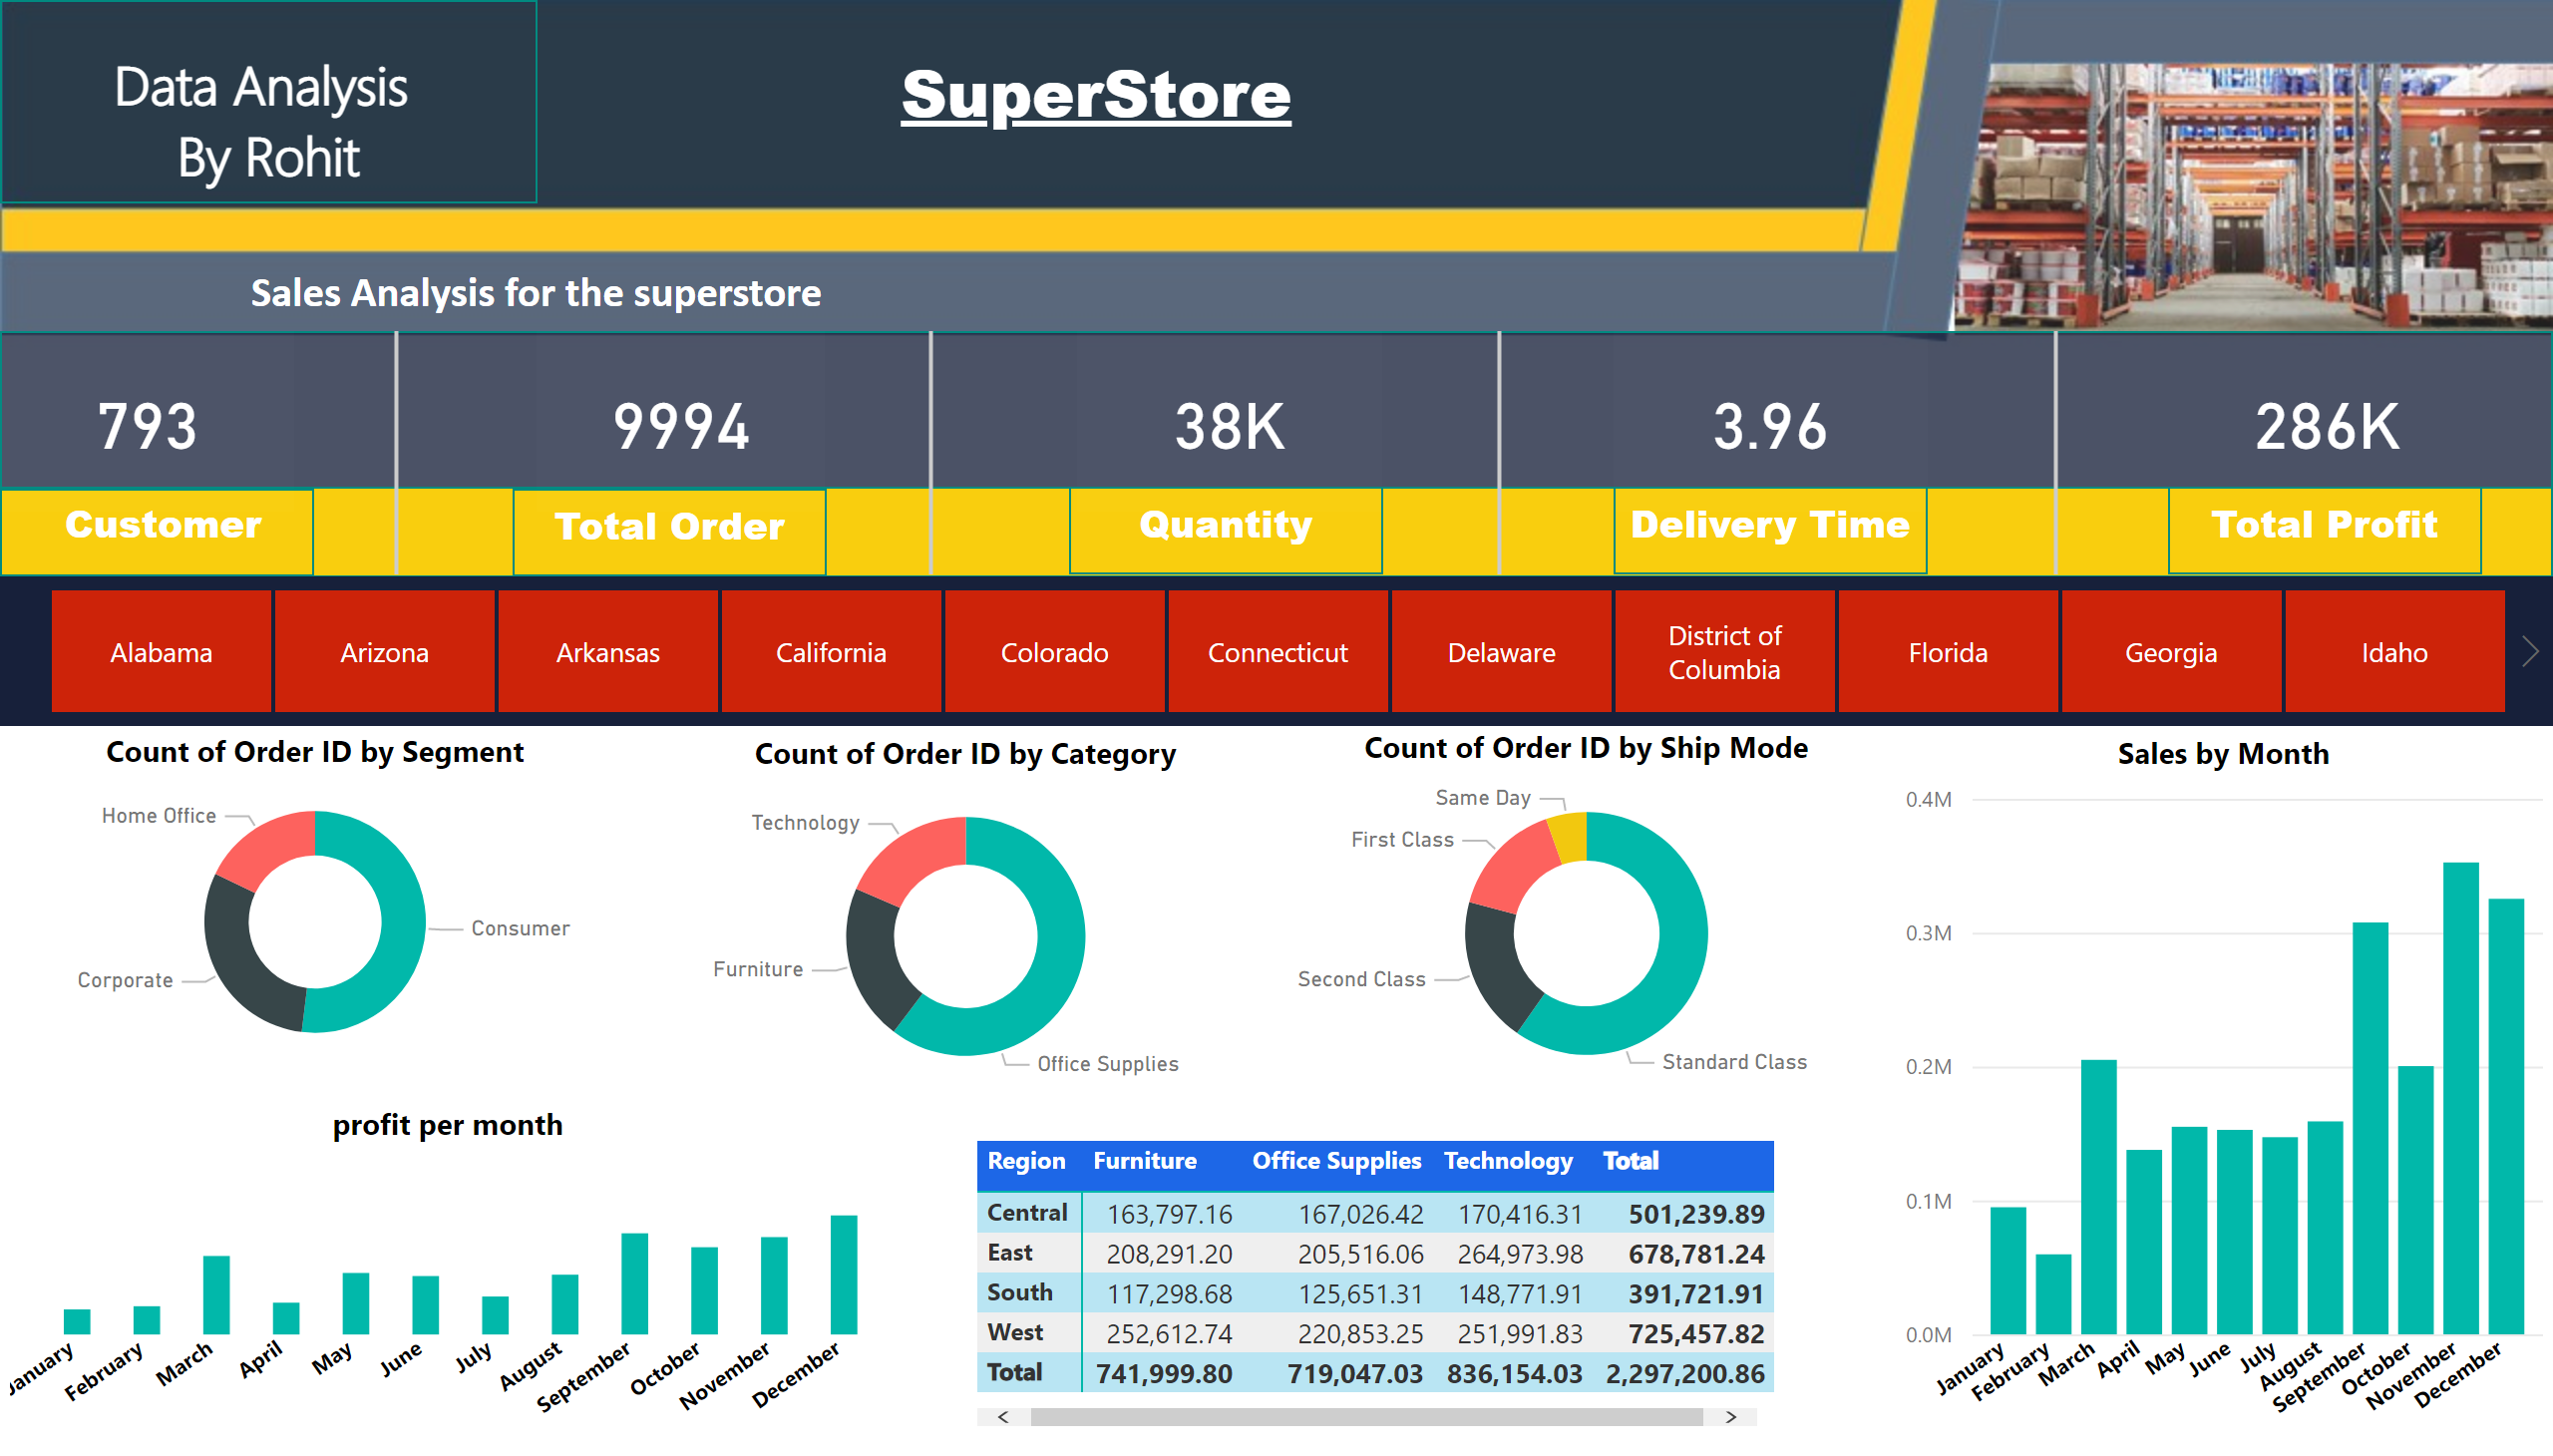 Data Analysis
By Rohit
SuperStore
Sales Analysis for the superstore
793
9994
38K
3.96
286K
Customer
Total Order
Quantity
Delivery Time
Total Profit
Alabama
Arizona
Arkansas
California
Colorado
Connecticut
Delaware
District of
Columbia
Florida
Georgia
Idaho
Count of Order ID by Segment
Home Office
Consumer
Corporate
Count of Order ID by Category
Technology
Furniture
Office Supplies
Count of Order ID by Ship Mode
Same Day
First Class
Second Class
Standard Class
Sales by Month
0.4M
0.3M
0.2M
0.1M
0.0M
January
February
March
April
May
June
July
August
September
October
November
December
profit per month
January
February
March
April
May
June
July
August
September
October
November
December
Region Furniture Office Supplies Technology Total
Central 163,797.16 167,026.42 170,416.31 501,239.89
East 208,291.20 205,516.06 264,973.98 678,781.24
South 117,298.68 125,651.31 148,771.91 391,721.91
West 252,612.74 220,853.25 251,991.83 725,457.82
Total 741,999.80 719,047.03 836,154.03 2,297,200.86